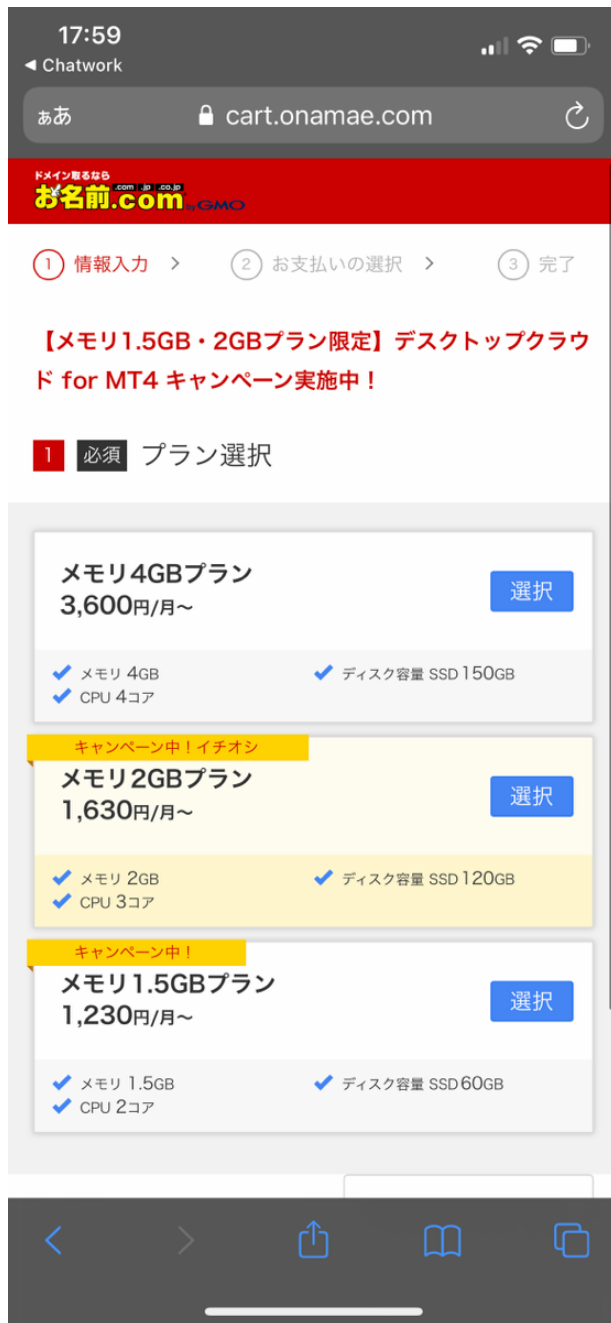 17:59
◀ Chatwork
ぁあ
cart.onamae.com
ドメイン取るなら
お名前.com
.com .jp .co.jp
by GMO
1 情報入力 >
2 お支払いの選択 >
3 完了
【メモリ1.5GB・2GBプラン限定】デスクトップクラウ
ド for MT4 キャンペーン実施中！
1 必須 プラン選択
メモリ4GBプラン
3,600円/月～
選択
メモリ 4GB
ディスク容量 SSD 150GB
CPU 4コア
キャンペーン中！イチオシ
メモリ2GBプラン
1,630円/月～
選択
メモリ 2GB
ディスク容量 SSD 120GB
CPU 3コア
キャンペーン中！
メモリ1.5GBプラン
1,230円/月～
選択
メモリ 1.5GB
ディスク容量 SSD 60GB
CPU 2コア